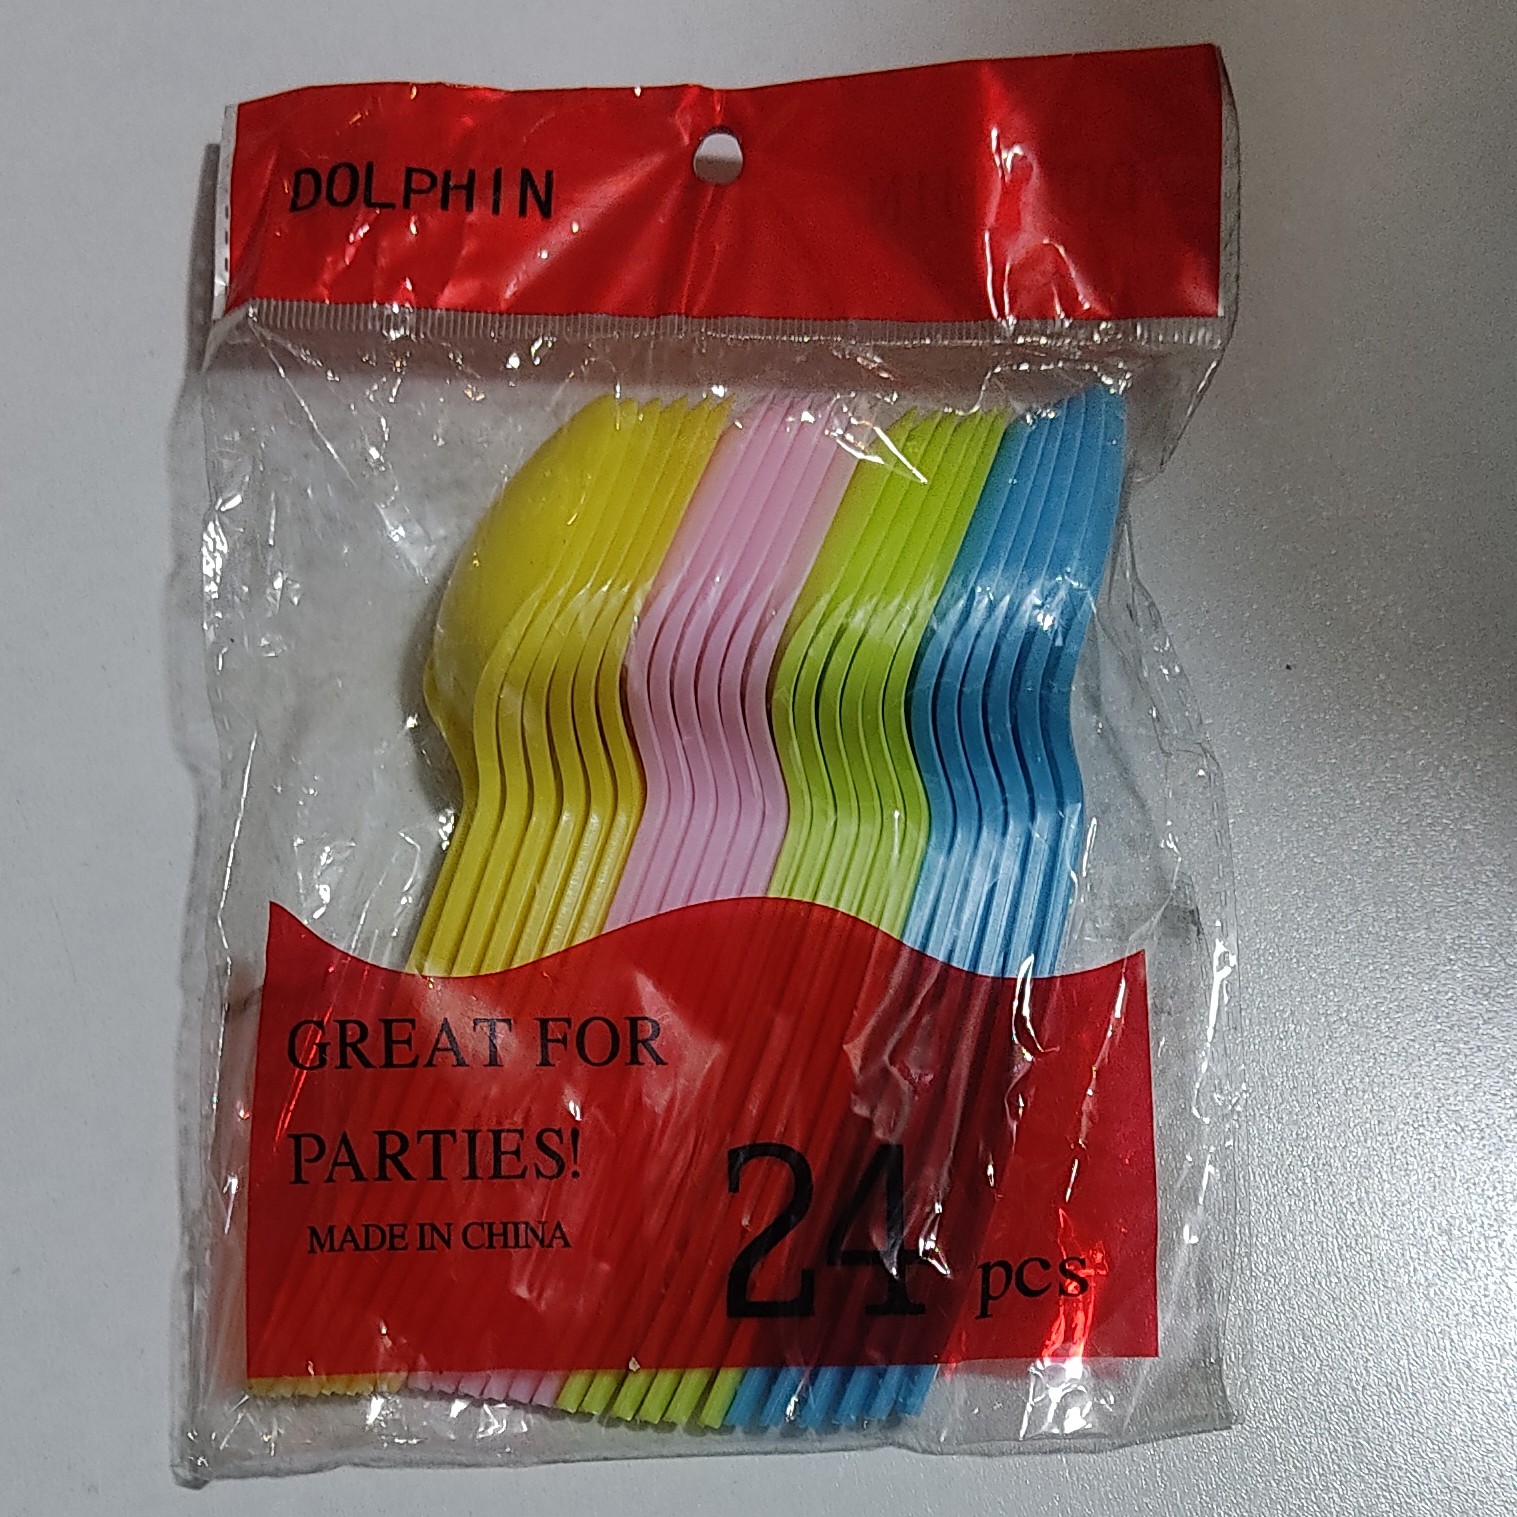 DOLPHIN
GREAT FOR
PARTIES!
MADE IN CHINA
24 pcs